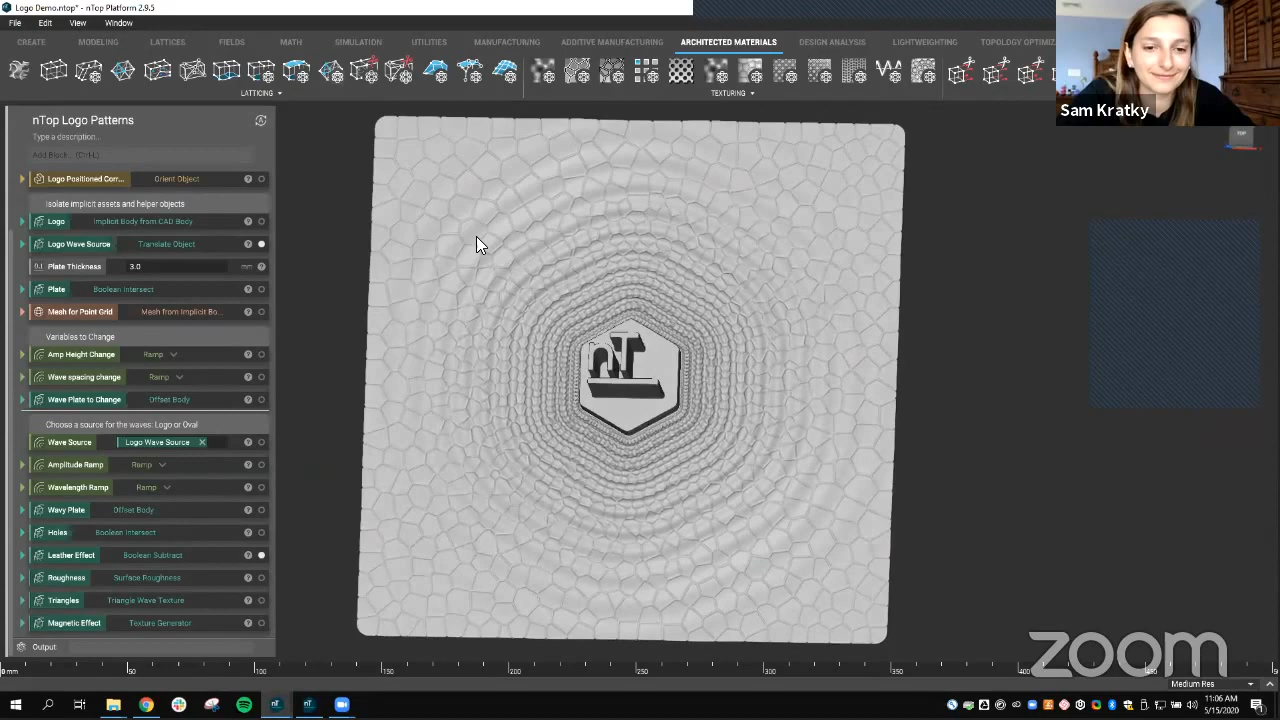 Logo Demo.ntop* - nTop Platform 2.9.5
File Edit View Window
CREATE MODELING LATTICES FIELDS MATH SIMULATION UTILITIES MANUFACTURING ADDITIVE MANUFACTURING ARCHITECTED MATERIALS DESIGN ANALYSIS LIGHTWEIGHTING TOPOLOGY OPTIMIZ
LATTICING TEXTURING
Sam Kratky
TOP
nTop Logo Patterns
Type a description...
Add Block... (Ctrl+L)
Logo Positioned Corr... Orient Object
Isolate implicit assets and helper objects
Logo Implicit Body from CAD Body
Logo Wave Source Translate Object
Plate Thickness 3.0 mm
Plate Boolean Intersect
Mesh for Point Grid Mesh from Implicit Bo...
Variables to Change
Amp Height Change Ramp
Wave spacing change Ramp
Wave Plate to Change Offset Body
Choose a source for the waves: Logo or Oval
Wave Source Logo Wave Source X
Amplitude Ramp Ramp
Wavelength Ramp Ramp
Wavy Plate Offset Body
Holes Boolean Intersect
Leather Effect Boolean Subtract
Roughness Surface Roughness
Triangles Triangle Wave Texture
Magnetic Effect Texture Generator
Output:
nT
zoom
0 mm 50 100 150 200 250 300 350 400
Medium Res
11:06 AM
5/15/2020